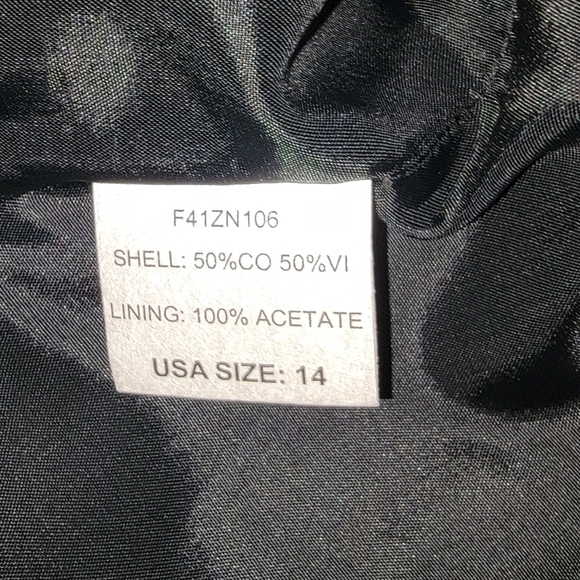 F41ZN106
SHELL: 50%CO 50%VI
LINING: 100% ACETATE
USA SIZE: 14